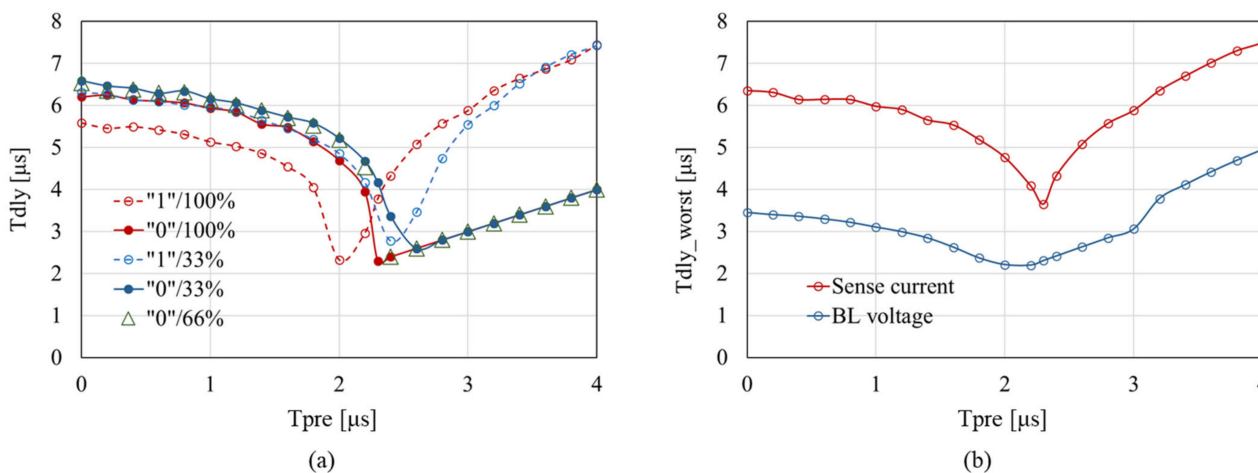 8
7
6
5
4
3
2
1
0
Tdly [µs]
"1"/100%
"0"/100%
"1"/33%
"0"/33%
"0"/66%
0 1 2 3 4
Tpre [µs]
(a)
8
7
6
5
4
3
2
1
0
Tdly_worst [µs]
Sense current
BL voltage
0 1 2 3 4
Tpre [µs]
(b)